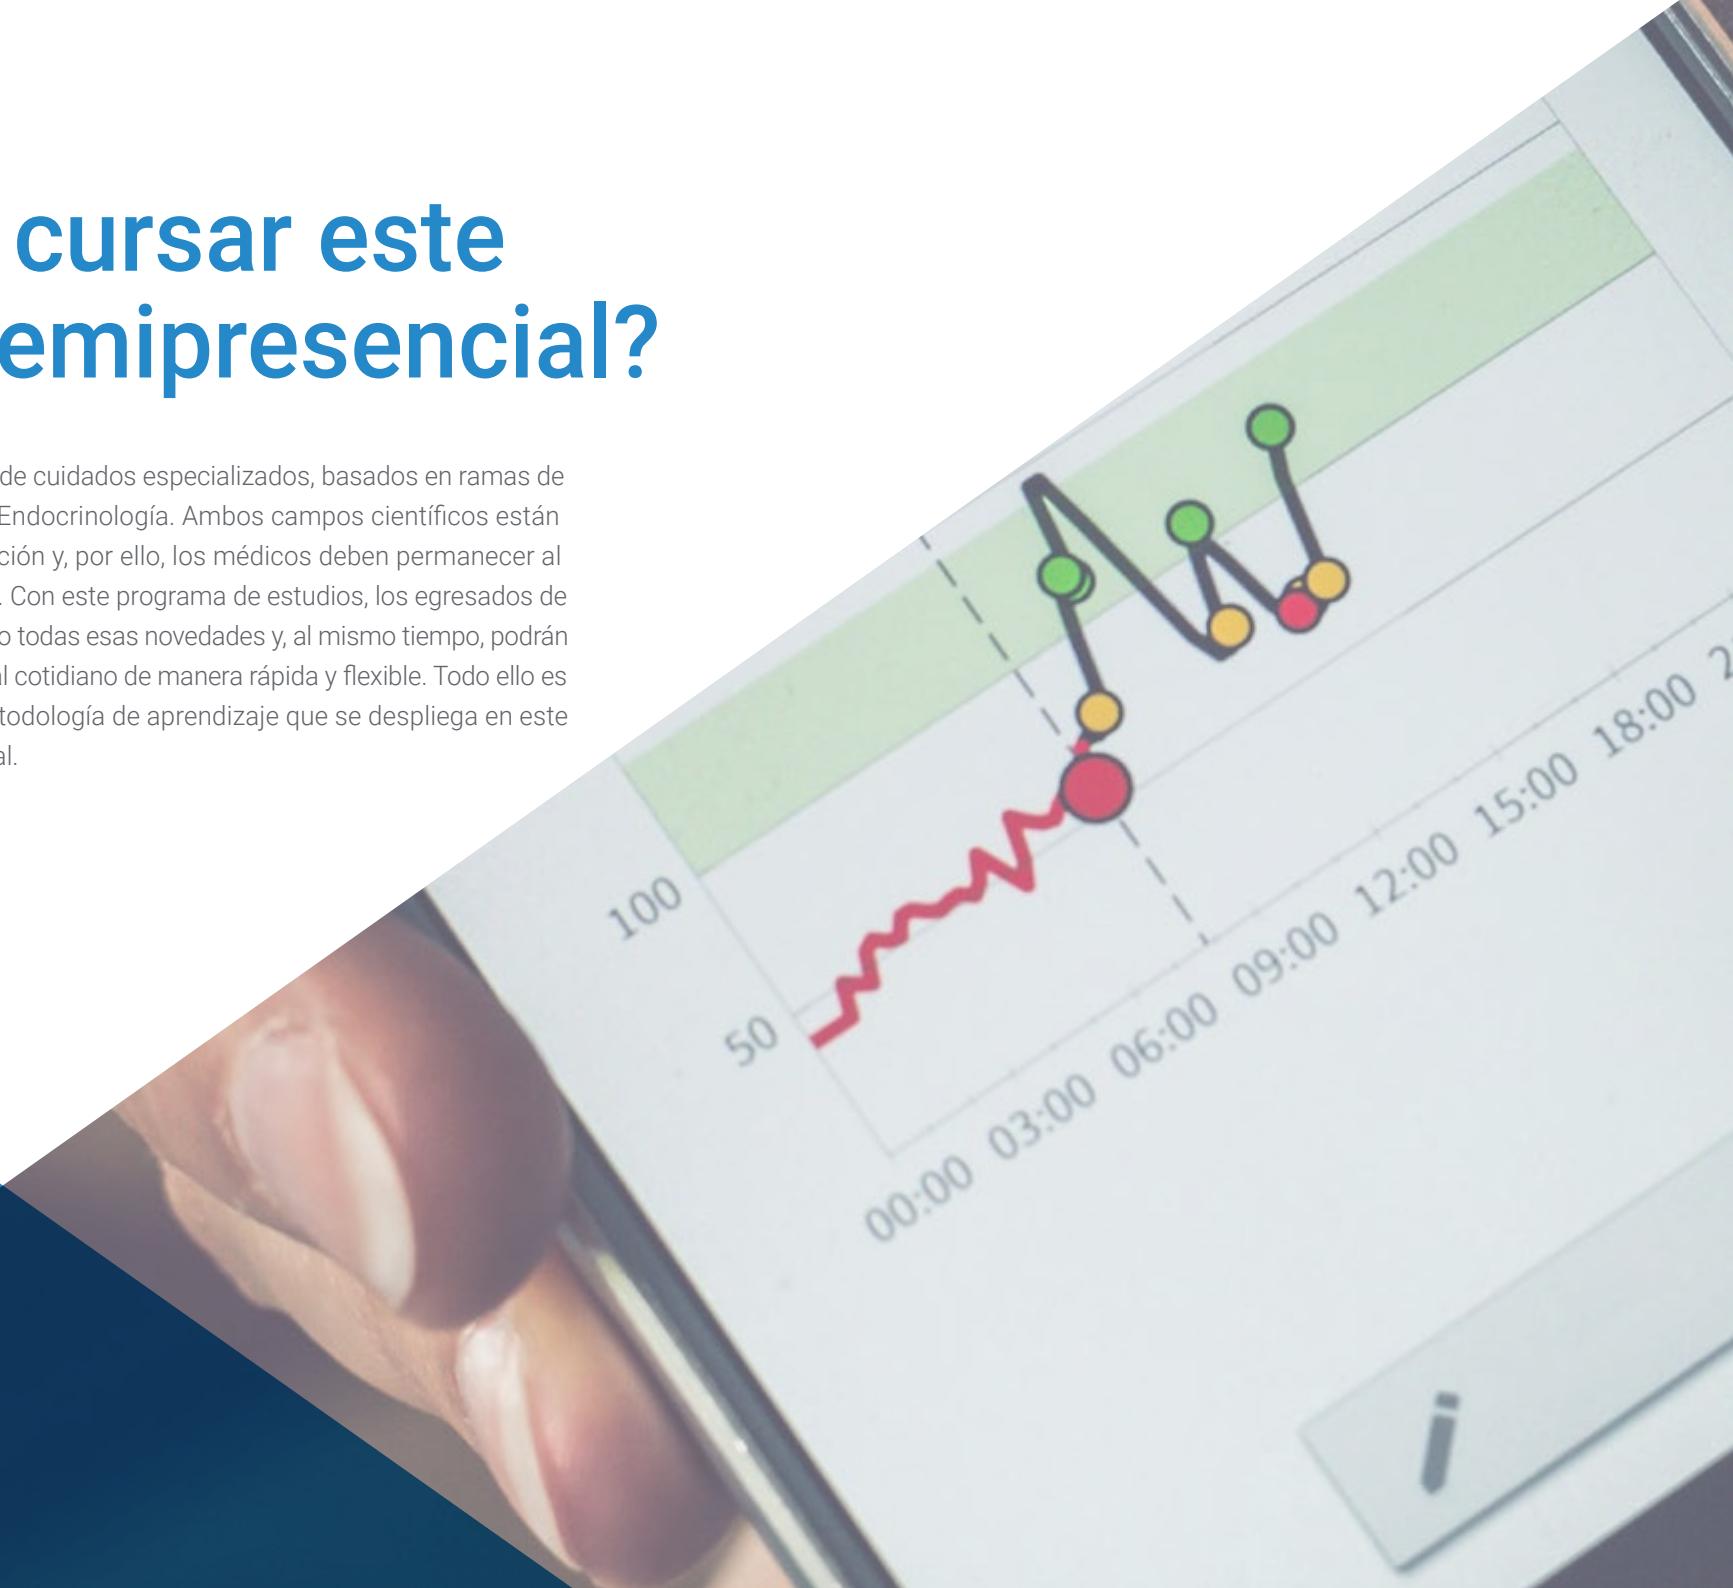 cursar este
emipresencial?
de cuidados especializados, basados en ramas de
Endocrinología. Ambos campos científicos están
ción y, por ello, los médicos deben permanecer al
. Con este programa de estudios, los egresados de
o todas esas novedades y, al mismo tiempo, podrán
al cotidiano de manera rápida y flexible. Todo ello es
todología de aprendizaje que se despliega en este
al.
100
50
00:00 03:00 06:00 09:00 12:00 15:00 18:00 2